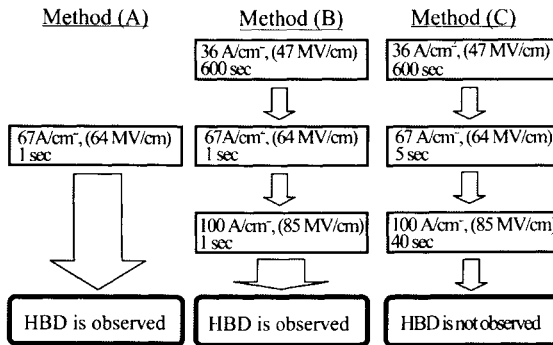 Method (A)
Method (B)
Method (C)
36 A/cm², (47 MV/cm)
600 sec
36 A/cm², (47 MV/cm)
600 sec
67A/cm², (64 MV/cm)
1 sec
67A/cm², (64 MV/cm)
1 sec
67 A/cm², (64 MV/cm)
5 sec
100 A/cm², (85 MV/cm)
1 sec
100 A/cm², (85 MV/cm)
40 sec
HBD is observed
HBD is observed
HBD is not observed